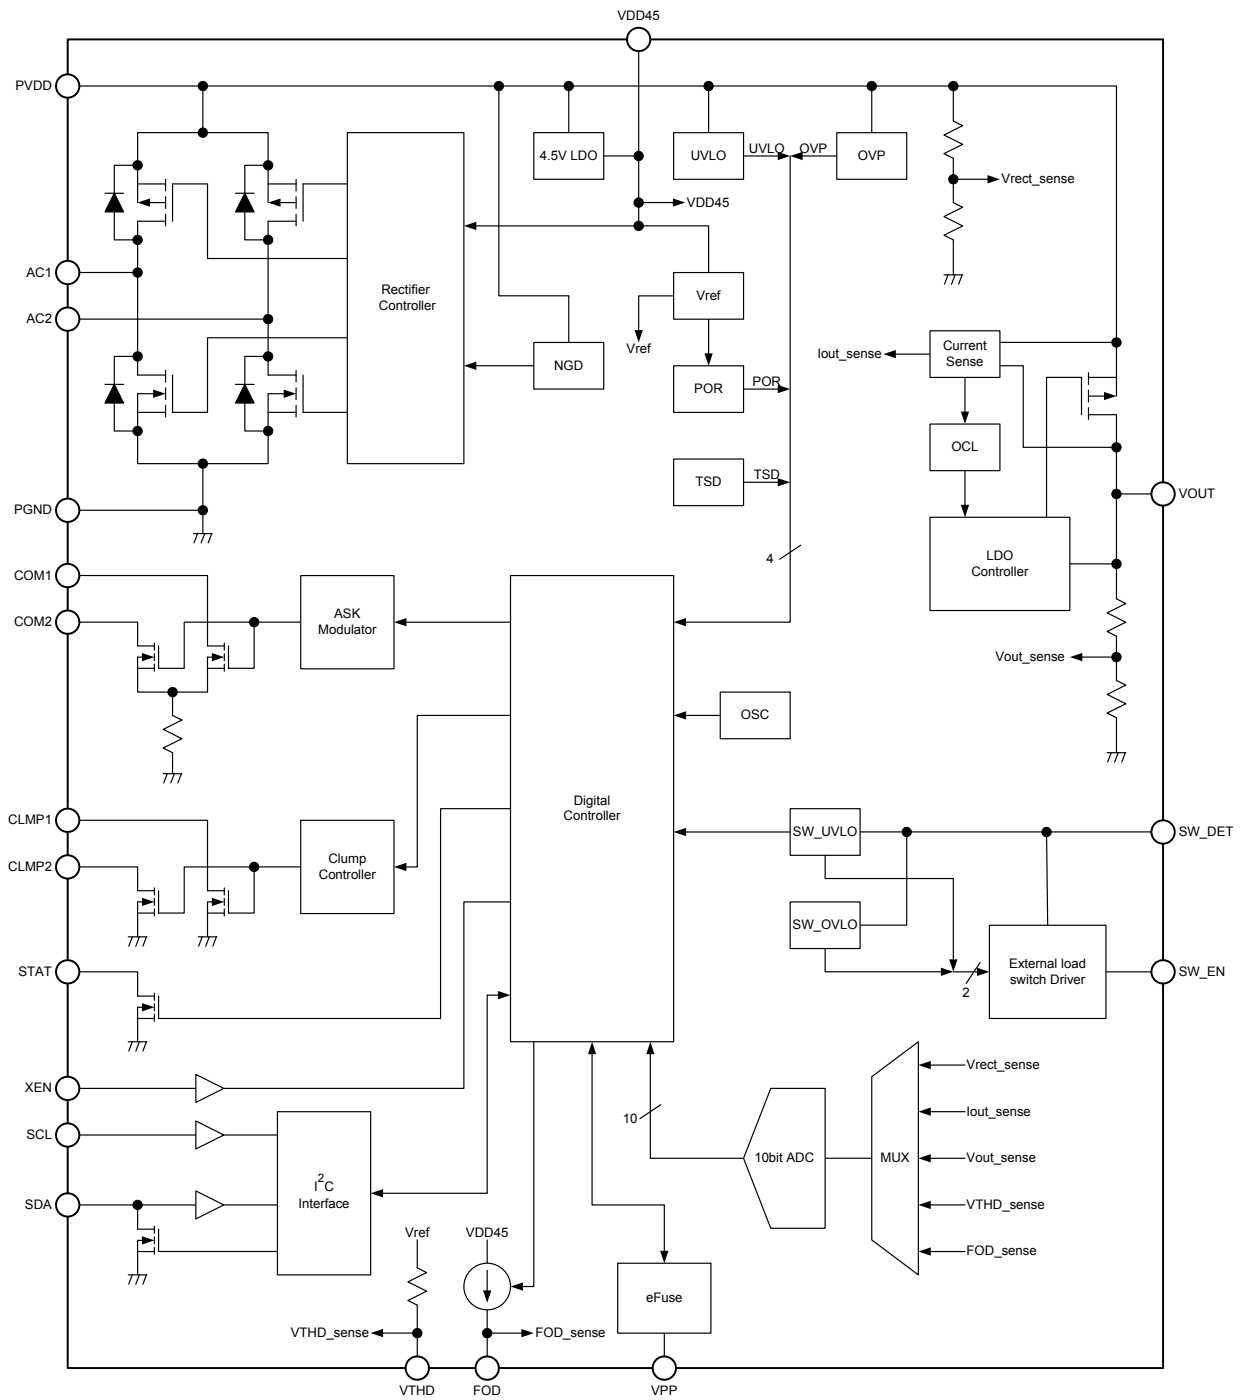 VDD45
PVDD
4.5V LDO
UVLO
UVLO
OVP
OVP
Vrect_sense
VDD45
AC1
AC2
Rectifier
Controller
Vref
Vref
NGD
POR
POR
Iout_sense
Current
Sense
OCL
TSD
TSD
PGND
VOUT
LDO
Controller
4
COM1
COM2
ASK
Modulator
Vout_sense
OSC
Digital
Controller
CLMP1
CLMP2
Clump
Controller
SW_UVLO
SW_DET
SW_OVLO
STAT
External load
switch Driver
SW_EN
2
XEN
SCL
SDA
I2C
Interface
10
10bit ADC
MUX
Vrect_sense
Iout_sense
Vout_sense
VTHD_sense
FOD_sense
Vref
VDD45
eFuse
VTHD_sense
FOD_sense
VTHD
FOD
VPP